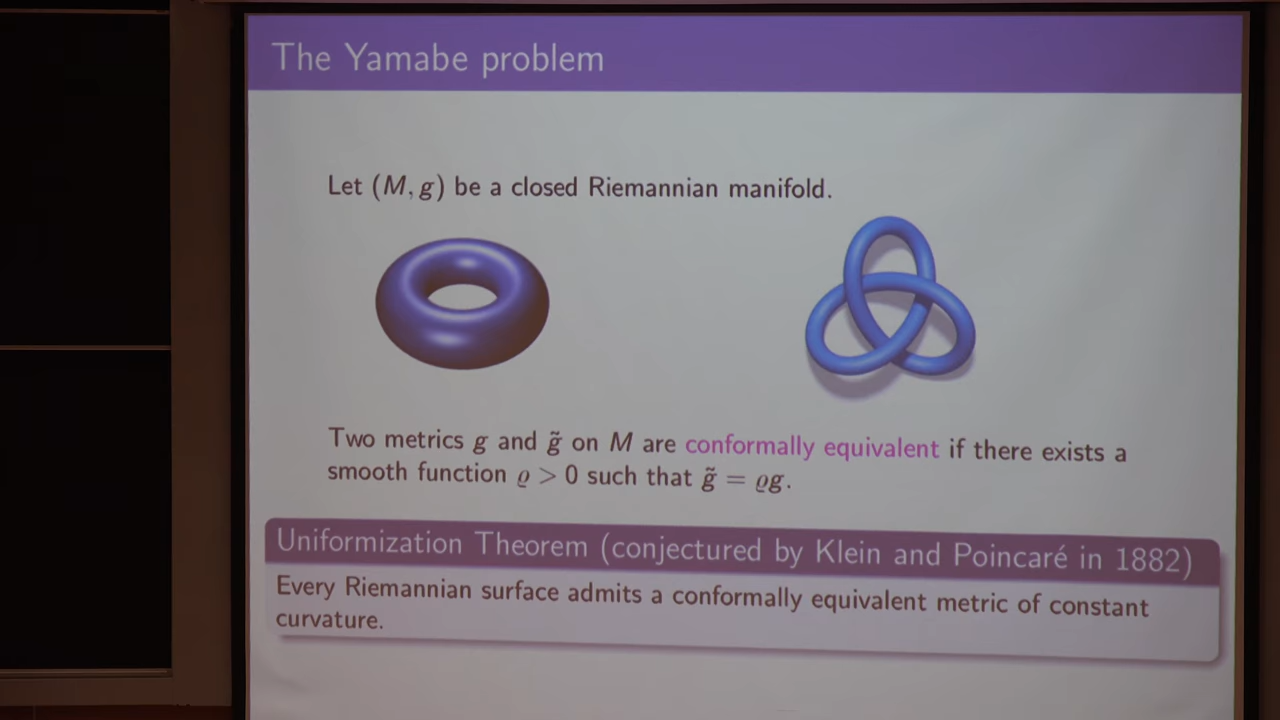 The Yamabe problem
Let (M, g) be a closed Riemannian manifold.
Two metrics g and g̃ on M are conformally equivalent if there exists a
smooth function ϱ > 0 such that g̃ = ϱg.
Uniformization Theorem (conjectured by Klein and Poincaré in 1882)
Every Riemannian surface admits a conformally equivalent metric of constant
curvature.